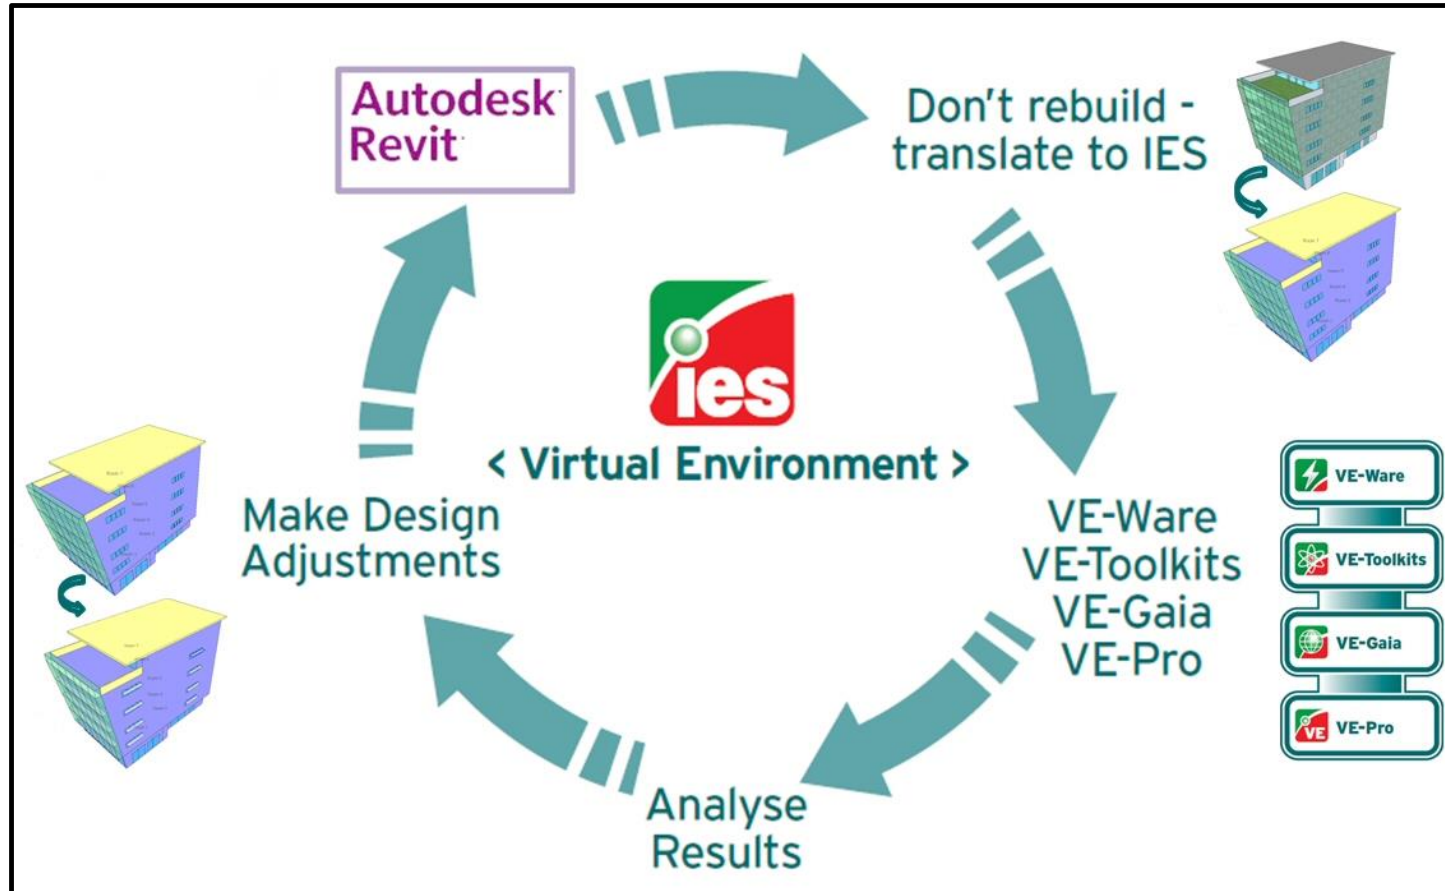 Autodesk
Revit
Don't rebuild -
translate to IES
ies
< Virtual Environment >
VE-Ware
VE-Toolkits
VE-Gaia
VE-Pro
VE-Ware
VE-Toolkits
VE-Gaia
VE
VE-Pro
Analyse
Results
Make Design
Adjustments